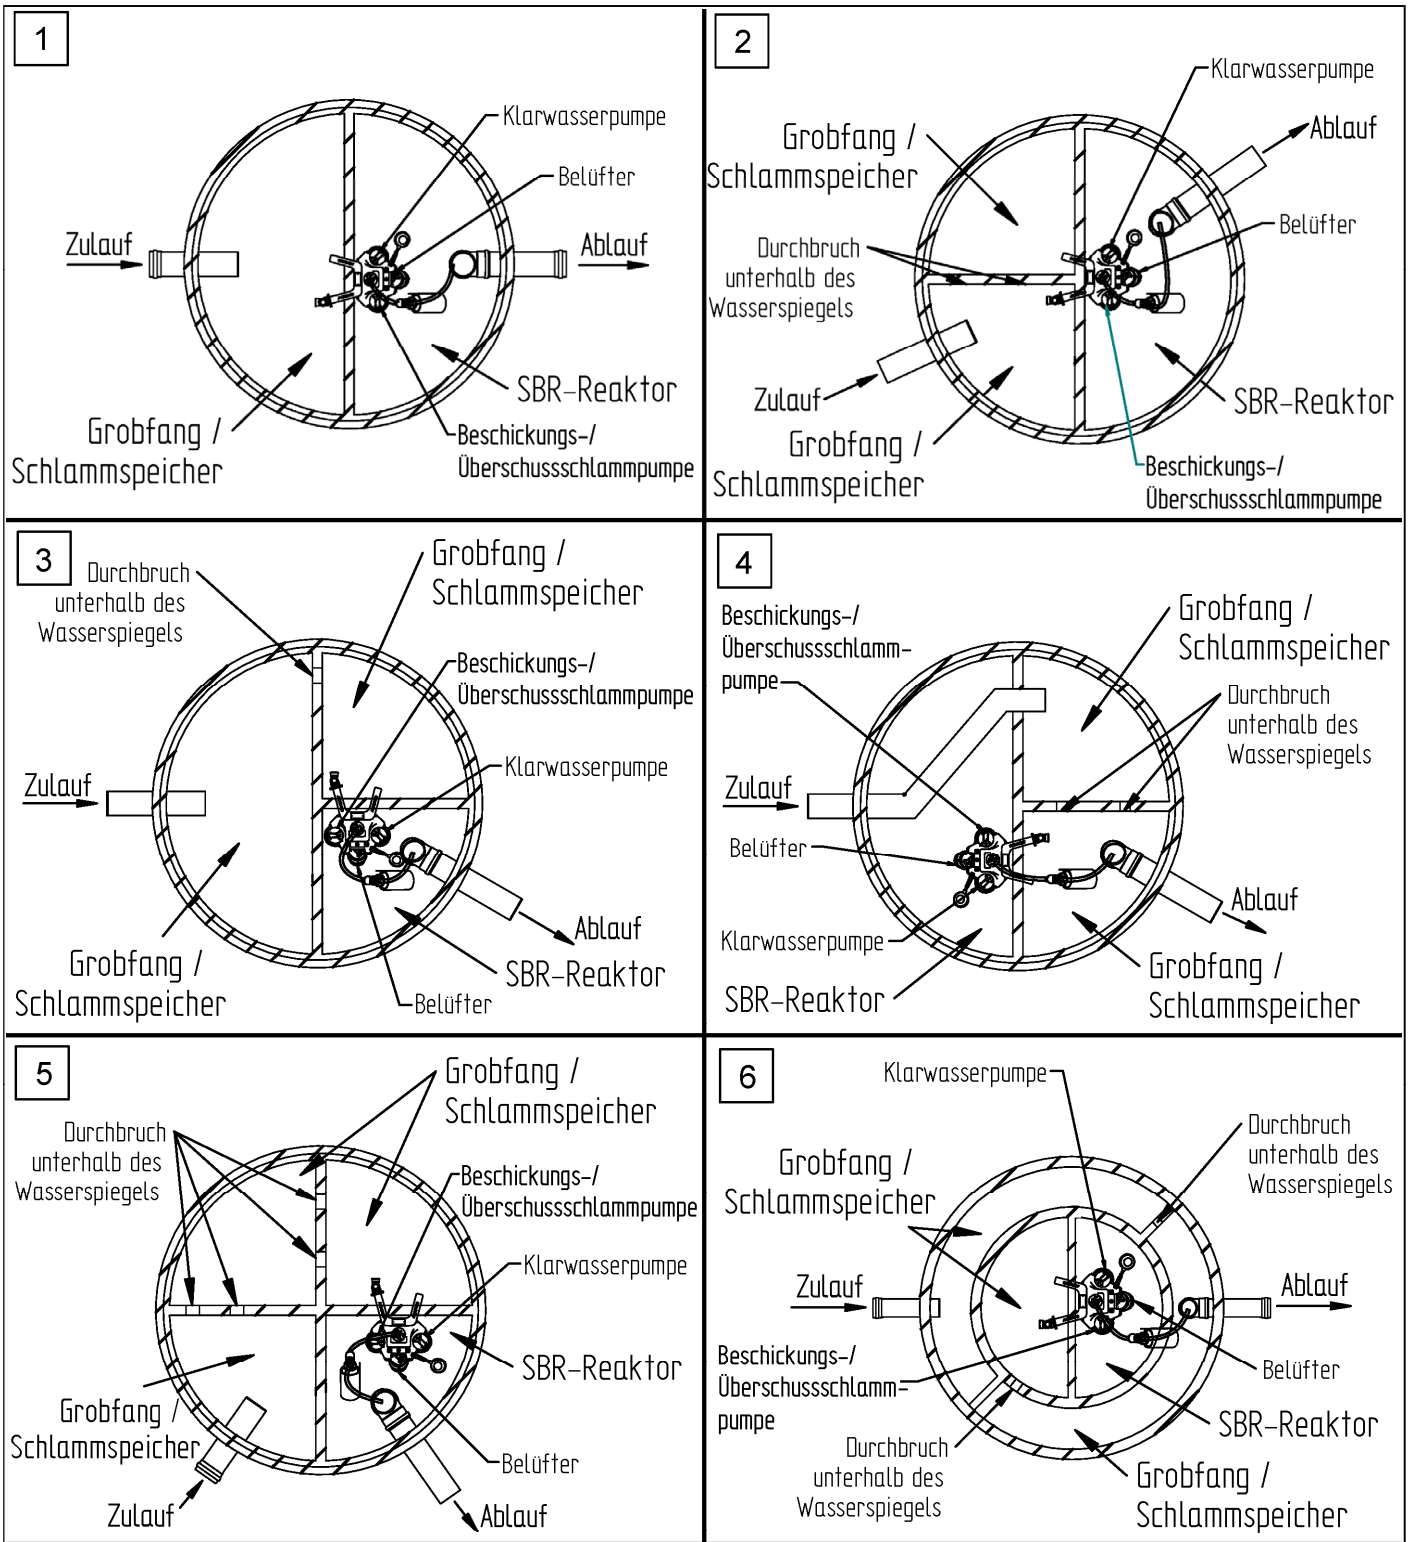 1
Klarwasserpumpe
Belüfter
Zulauf
Ablauf
SBR-Reaktor
Grobfang /
Schlammspeicher
Beschickungs-/
Überschussschlammpumpe
2
Klarwasserpumpe
Ablauf
Grobfang /
Schlammspeicher
Belüfter
Durchbruch
unterhalb des
Wasserspiegels
Zulauf
SBR-Reaktor
Grobfang /
Schlammspeicher
Beschickungs-/
Überschussschlammpumpe
3
Durchbruch
unterhalb des
Wasserspiegels
Grobfang /
Schlammspeicher
Beschickungs-/
Überschussschlammpumpe
Klarwasserpumpe
Zulauf
Ablauf
Grobfang /
Schlammspeicher
SBR-Reaktor
Belüfter
4
Beschickungs-/
Überschussschlamm-
pumpe
Grobfang /
Schlammspeicher
Durchbruch
unterhalb des
Wasserspiegels
Zulauf
Belüfter
Ablauf
Klarwasserpumpe
SBR-Reaktor
Grobfang /
Schlammspeicher
5
Grobfang /
Schlammspeicher
Durchbruch
unterhalb des
Wasserspiegels
Beschickungs-/
Überschussschlammpumpe
Klarwasserpumpe
SBR-Reaktor
Grobfang /
Schlammspeicher
Belüfter
Zulauf
Ablauf
6
Klarwasserpumpe
Durchbruch
unterhalb des
Wasserspiegels
Grobfang /
Schlammspeicher
Zulauf
Ablauf
Beschickungs-/
Überschussschlamm-
pumpe
Belüfter
SBR-Reaktor
Durchbruch
unterhalb des
Wasserspiegels
Grobfang /
Schlammspeicher